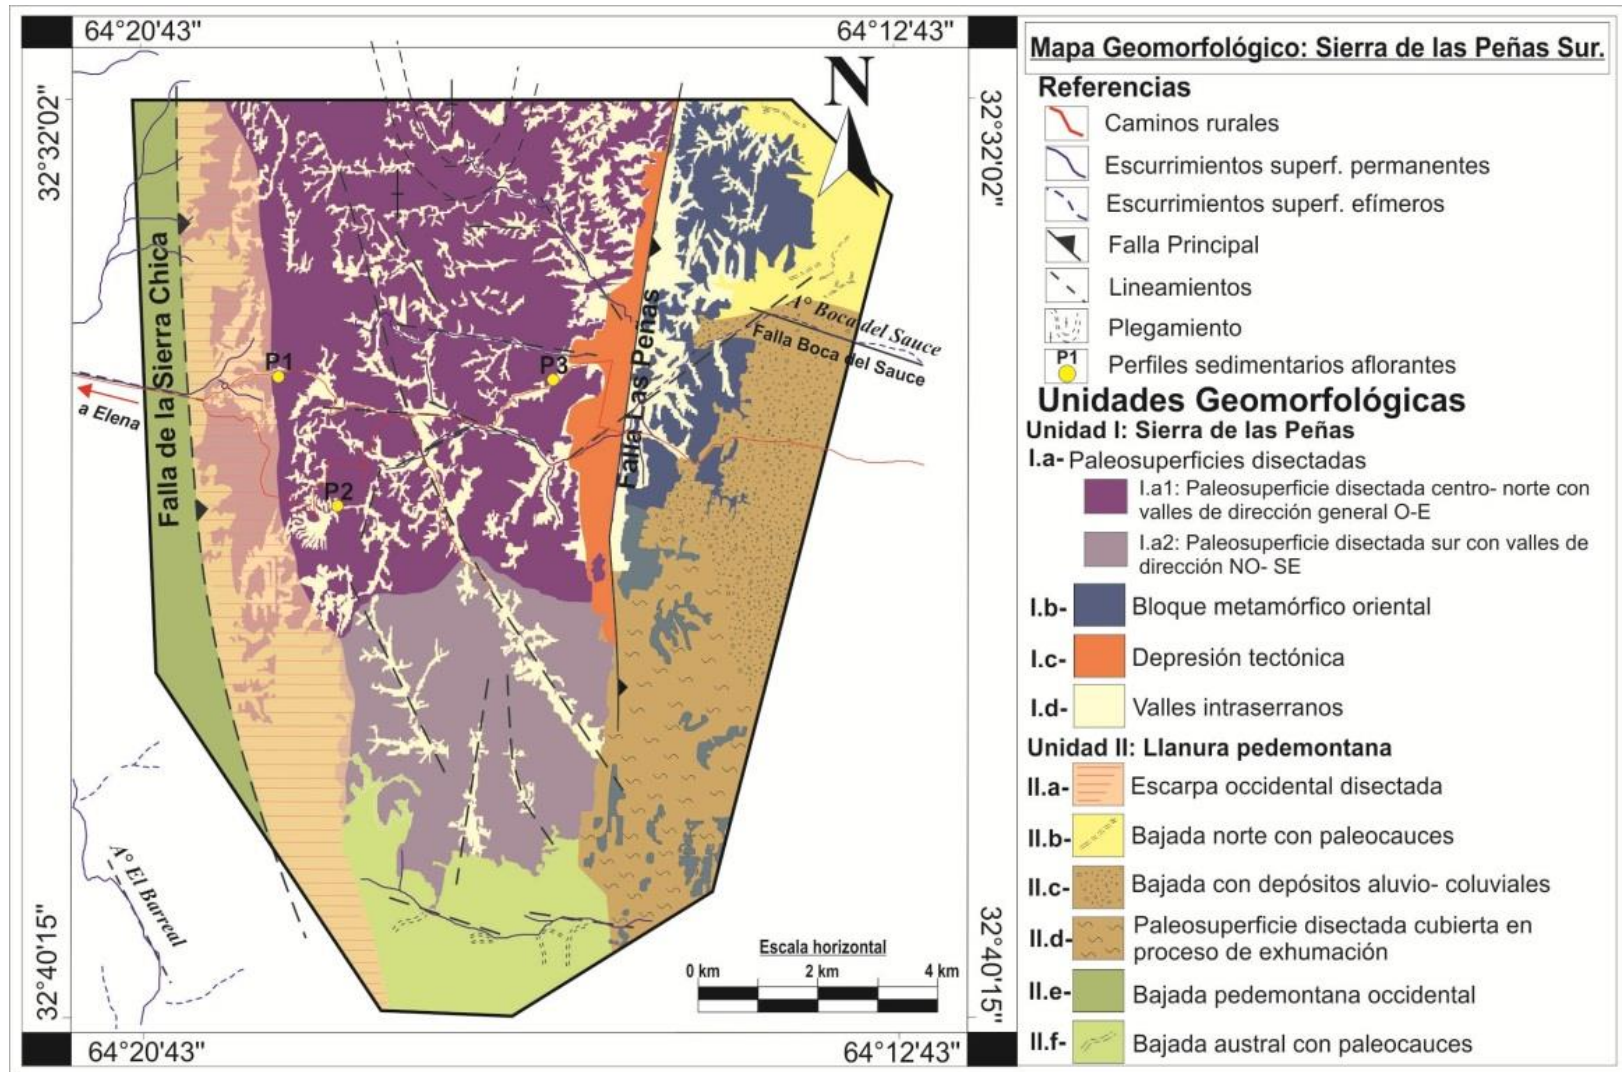 64°20'43"
64°12'43"
32°32'02"
32°32'02"
N
Falla de la Sierra Chica
Falla Las Peñas
A° Boca del Sauce
Falla Boca del Sauce
P1
P2
P3
a Elena
A° El Barreal
Escala horizontal
0 km 2 km 4 km
32°40'15"
32°40'15"
64°20'43"
64°12'43"
Mapa Geomorfológico: Sierra de las Peñas Sur.
Referencias
Caminos rurales
Escurrimientos superf. permanentes
Escurrimientos superf. efímeros
Falla Principal
Lineamientos
Plegamiento
P1
Perfiles sedimentarios aflorantes
Unidades Geomorfológicas
Unidad I: Sierra de las Peñas
I.a- Paleosuperficies disectadas
I.a1: Paleosuperficie disectada centro- norte con
valles de dirección general O-E
I.a2: Paleosuperficie disectada sur con valles de
dirección NO- SE
I.b- Bloque metamórfico oriental
I.c- Depresión tectónica
I.d- Valles intraserranos
Unidad II: Llanura pedemontana
II.a- Escarpa occidental disectada
II.b- Bajada norte con paleocauces
II.c- Bajada con depósitos aluvio- coluviales
II.d- Paleosuperficie disectada cubierta en
proceso de exhumación
II.e- Bajada pedemontana occidental
II.f- Bajada austral con paleocauces